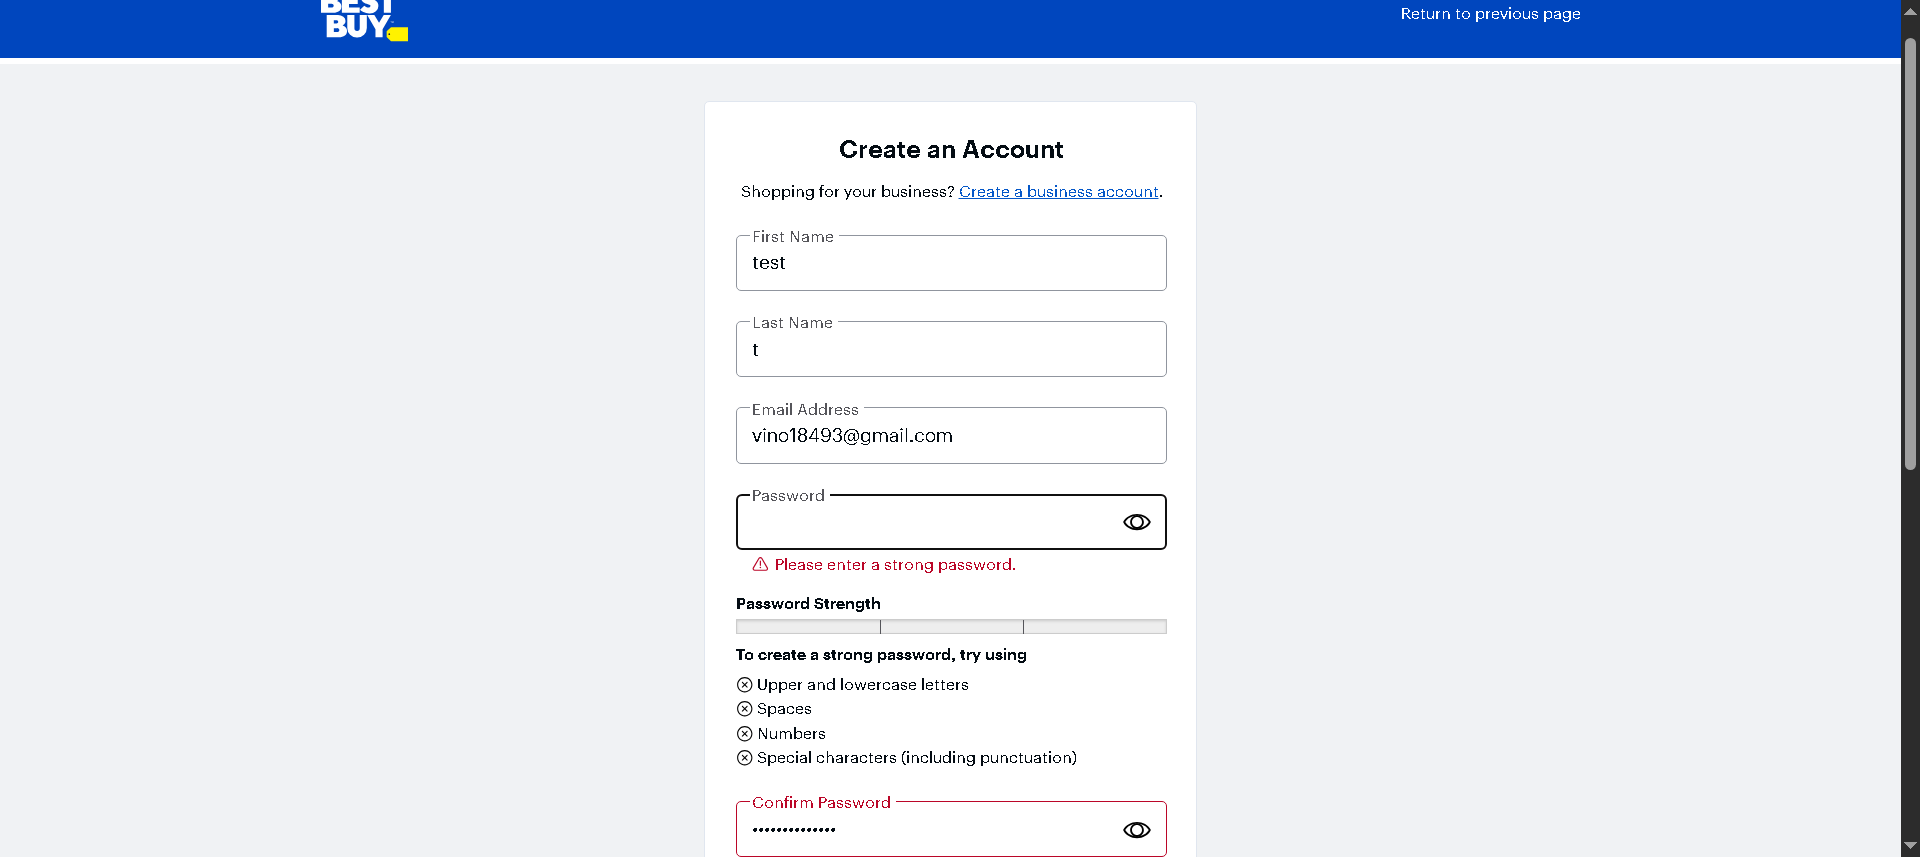 BEST
BUY
Return to previous page
Create an Account
Shopping for your business? Create a business account.
First Name
test
Last Name
t
Email Address
vino18493@gmail.com
Password
Please enter a strong password.
Password Strength
To create a strong password, try using
Upper and lowercase letters
Spaces
Numbers
Special characters (including punctuation)
Confirm Password
••••••••••••••